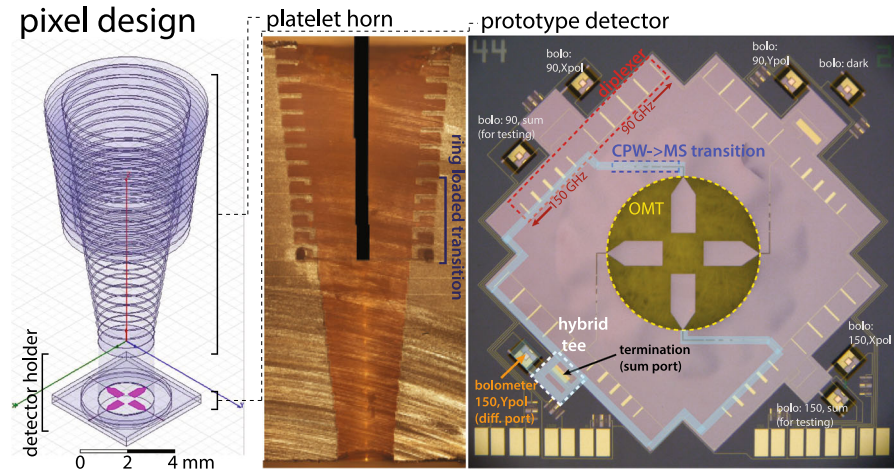 pixel design
platelet horn
prototype detector
ring loaded transition
detector holder
0 2 4 mm
44
bolo:
90,Xpol
bolo:
90,Ypol
bolo: dark
bolo: 90, sum
(for testing)
diplexer
90 GHz
150 GHz
CPW->MS transition
OMT
hybrid
tee
termination
(sum port)
bolometer
150,Ypol
(diff. port)
bolo:
150,Xpol
bolo: 150, sum
(for testing)